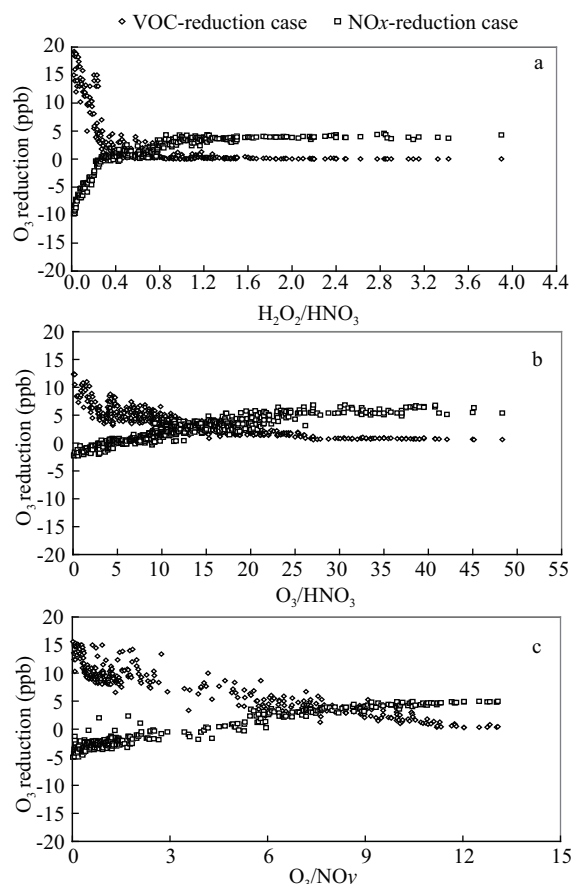 ◇ VOC-reduction case □ NOx-reduction case
a
O₃ reduction (ppb)
20
15
10
5
0
-5
-10
-15
-20
0.0 0.4 0.8 1.2 1.6 2.0 2.4 2.8 3.2 3.6 4.0 4.4
H₂O₂/HNO₃
b
O₃ reduction (ppb)
20
15
10
5
0
-5
-10
-15
-20
0 5 10 15 20 25 30 35 40 45 50 55
O₃/HNO₃
c
O₃ reduction (ppb)
20
15
10
5
0
-5
-10
-15
-20
0 3 6 9 12 15
O₃/NOy